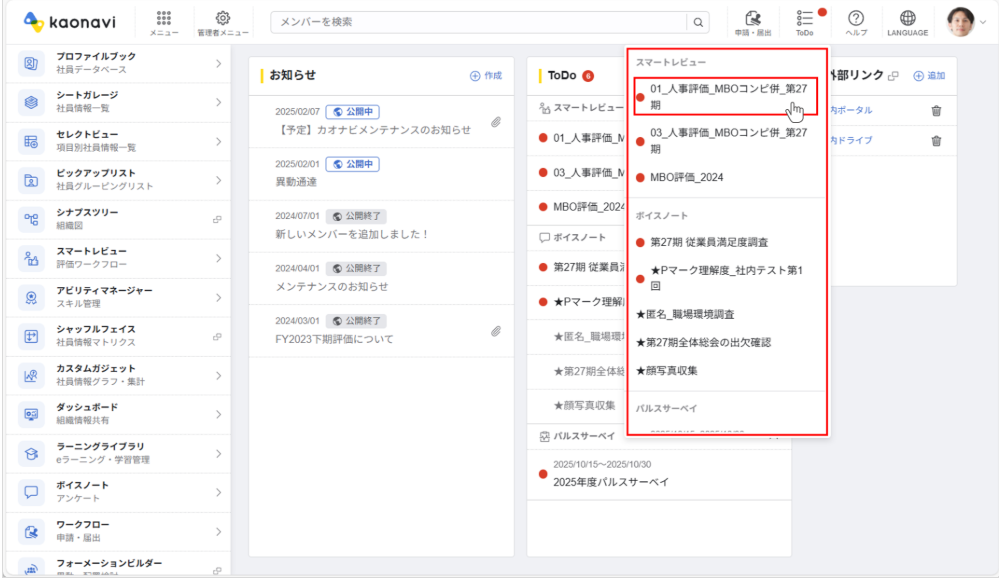 kaonavi
メニュー
管理者メニュー
メンバーを検索
申請・届出
ToDo
ヘルプ
LANGUAGE
プロファイルブック
社員データベース
シートガレージ
社員情報一覧
セレクトビュー
項目別社員情報一覧
ピックアップリスト
社員グルーピングリスト
シナプスツリー
組織図
スマートレビュー
評価ワークフロー
アビリティマネージャー
スキル管理
シャッフルフェイス
社員情報マトリクス
カスタムガジェット
社員情報グラフ・集計
ダッシュボード
組織情報共有
ラーニングライブラリ
eラーニング・学習管理
ボイスノート
アンケート
ワークフロー
申請・届出
フォーメーションビルダー
お知らせ
作成
2025/02/07 公開中
【予定】カオナビメンテナンスのお知らせ
2025/02/01 公開中
異動通達
2024/07/01 公開終了
新しいメンバーを追加しました！
2024/04/01 公開終了
メンテナンスのお知らせ
2024/03/01 公開終了
FY2023下期評価について
ToDo 6
スマートレビュー
01_人事評価_M
03_人事評価_M
MBO評価_2024
ボイスノート
第27期 従業員
★Pマーク理解
★匿名_職場環
★第27期全体総
★顔写真収集
パルスサーベイ
2025/10/15～2025/10/30
2025年度パルスサーベイ
スマートレビュー
01_人事評価_MBOコンピ併_第27
期
03_人事評価_MBOコンピ併_第27
期
MBO評価_2024
ボイスノート
第27期 従業員満足度調査
★Pマーク理解度_社内テスト第1
回
★匿名_職場環境調査
★第27期全体総会の出欠確認
★顔写真収集
パルスサーベイ
外部リンク
追加
内ポータル
内ドライブ